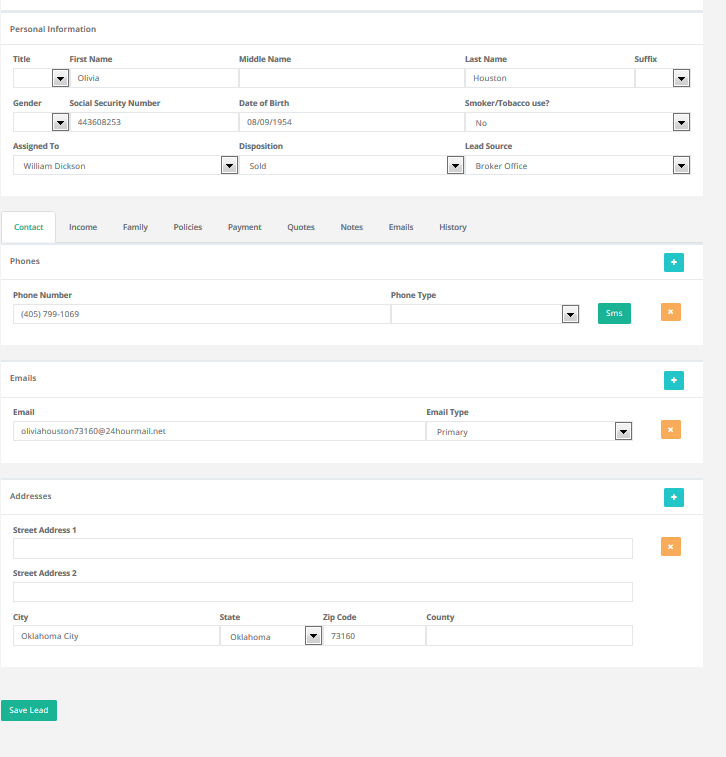 Personal Information
Title First Name Middle Name Last Name Suffix
Olivia Houston
Gender Social Security Number Date of Birth Smoker/Tobacco use?
443608253 08/09/1954 No
Assigned To Disposition Lead Source
William Dickson Sold Broker Office
Contact Income Family Policies Payment Quotes Notes Emails History
Phones +
Phone Number Phone Type
(405) 799-1069 Sms ×
Emails +
Email Email Type
oliviahouston73160@24hourmail.net Primary ×
Addresses +
Street Address 1
×
Street Address 2
City State Zip Code County
Oklahoma City Oklahoma 73160
Save Lead